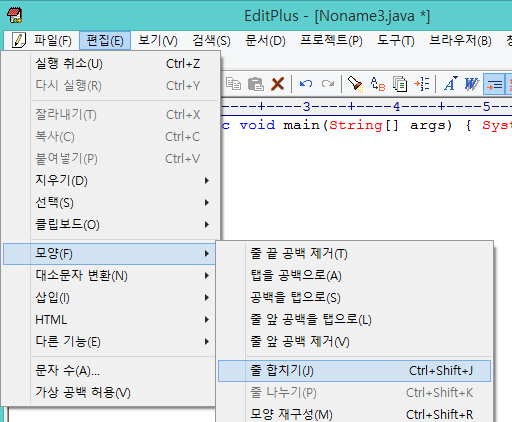 EditPlus - [Noname3.java *]
파일(F) 편집(E) 보기(V) 검색(S) 문서(D) 프로젝트(P) 도구(T) 브라우저(B)
실행 취소(U) Ctrl+Z
다시 실행(R) Ctrl+Y
잘라내기(T) Ctrl+X
복사(C) Ctrl+C
붙여넣기(P) Ctrl+V
지우기(D)
선택(S)
클립보드(O)
모양(F)
대소문자 변환(N)
삽입(I)
HTML
다른 기능(E)
문자 수(A)...
가상 공백 허용(V)
----+----3----+----4----+----5--
c void main(String[] args) { Syst
줄 끝 공백 제거(T)
탭을 공백으로(A)
공백을 탭으로(S)
줄 앞 공백을 탭으로(L)
줄 앞 공백 제거(V)
줄 합치기(J) Ctrl+Shift+J
줄 나누기(P) Ctrl+Shift+K
모양 재구성(M) Ctrl+Shift+R